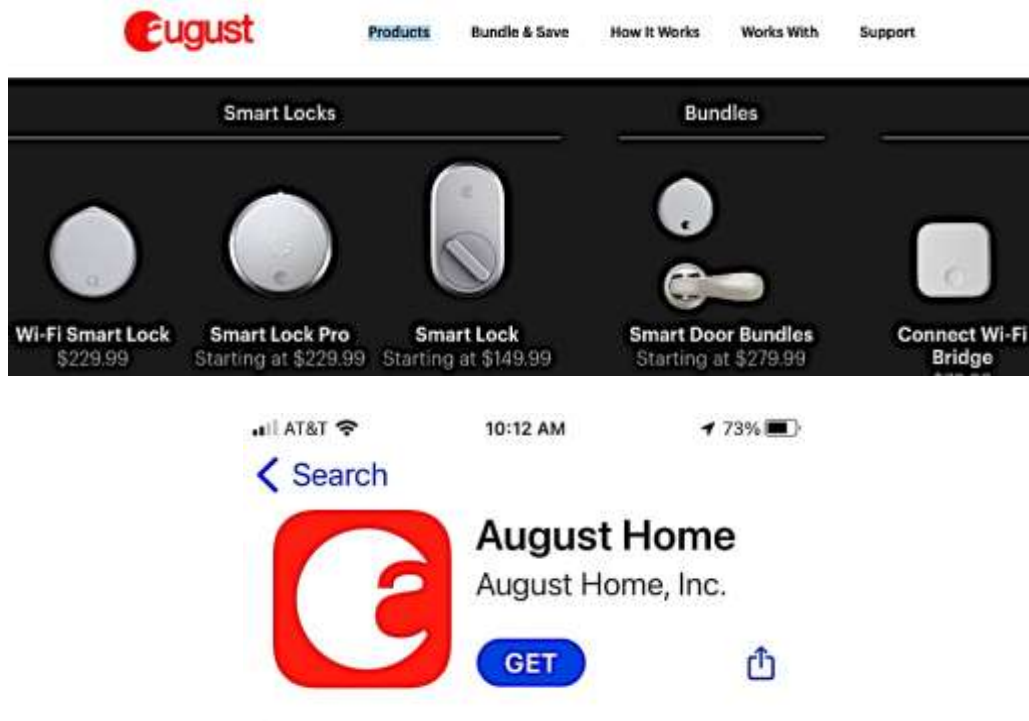 august
Products Bundle & Save How It Works Works With Support
Smart Locks Bundles
Wi-Fi Smart Lock Smart Lock Pro Smart Lock Smart Door Bundles Connect Wi-Fi
Bridge
$229.99 Starting at $229.99 Starting at $149.99 Starting at $279.99
AT&T 10:12 AM 73%
Search
a
August Home
August Home, Inc.
GET